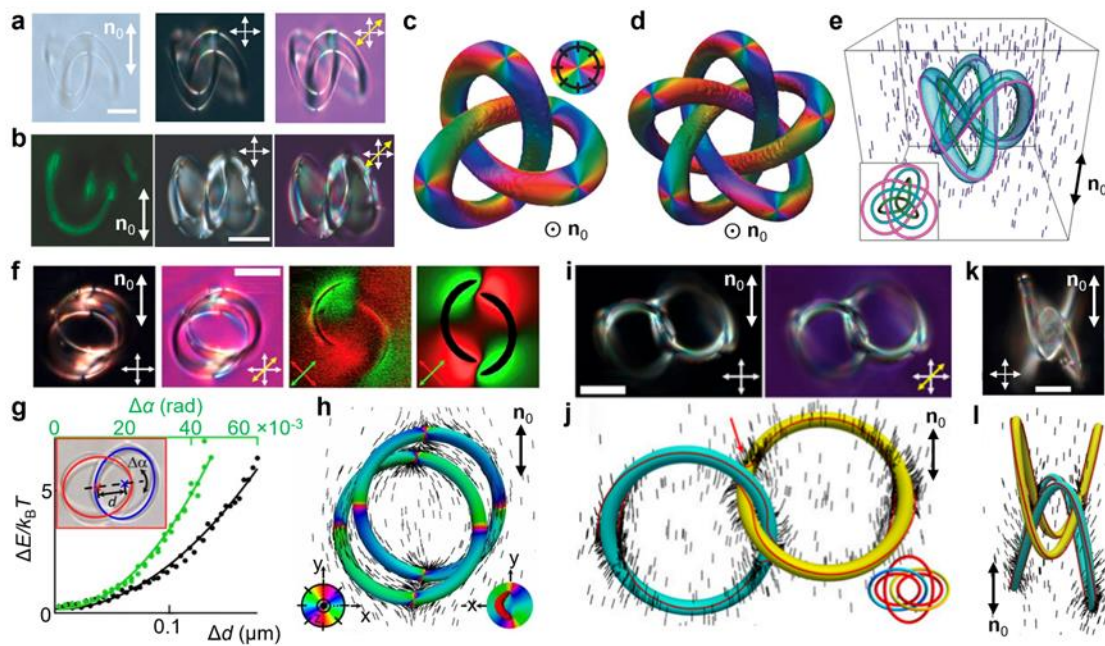 a
n₀
b
n₀
c
⊙ n₀
d
⊙ n₀
e
n₀
f
n₀
g
Δα (rad)
0 20 40 60 ×10⁻³
5
0
ΔE/k_BT
Δα
d
0.1
Δd (μm)
h
n₀
y
x
z
y
x
i
n₀
j
n₀
k
n₀
l
n₀